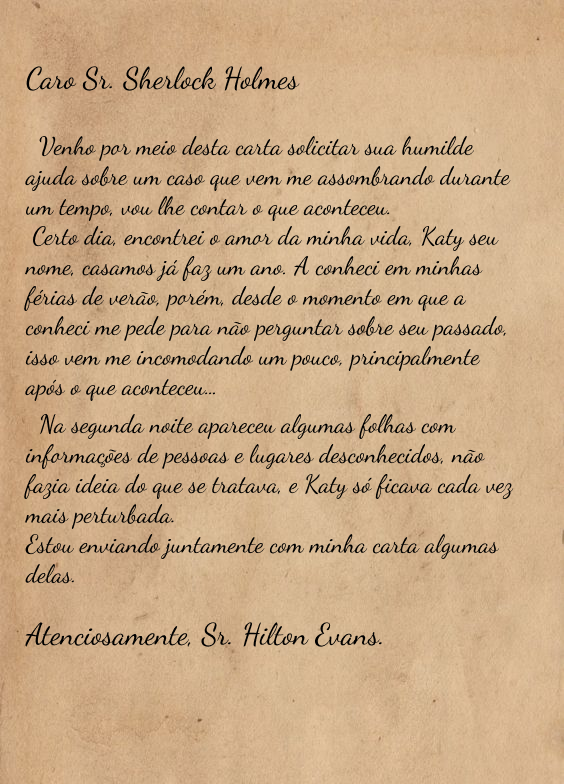 Caro Sr. Sherlock Holmes
Venho por meio desta carta solicitar sua humilde
ajuda sobre um caso que vem me assombrando durante
um tempo, vou lhe contar o que aconteceu.
Certo dia, encontrei o amor da minha vida, Katy seu
nome, casamos já faz um ano. A conheci em minhas
férias de verão, porém, desde o momento em que a
conheci me pede para não perguntar sobre seu passado,
isso vem me incomodando um pouco, principalmente
após o que aconteceu...
Na segunda noite apareceu algumas folhas com
informações de pessoas e lugares desconhecidos, não
fazia ideia do que se tratava, e Katy só ficava cada vez
mais perturbada.
Estou enviando juntamente com minha carta algumas
delas.
Atenciosamente, Sr. Hilton Evans.